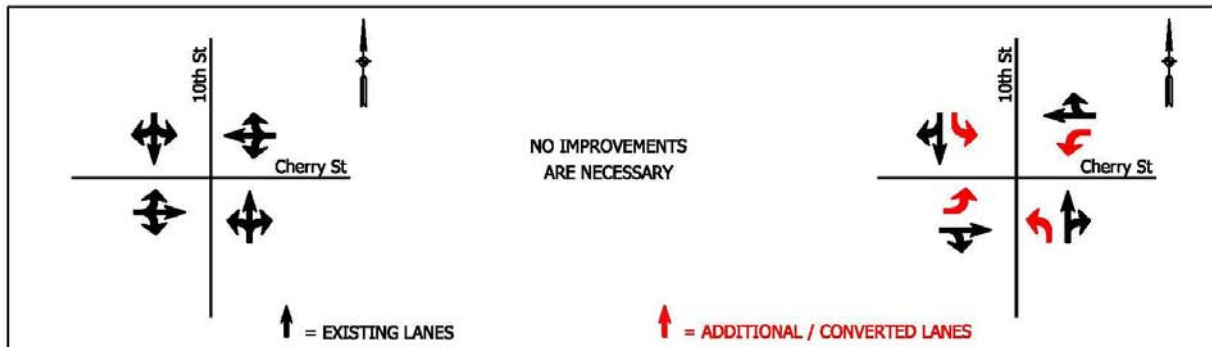 10th St
Cherry St
NO IMPROVEMENTS
ARE NECESSARY
10th St
Cherry St
= EXISTING LANES
= ADDITIONAL / CONVERTED LANES